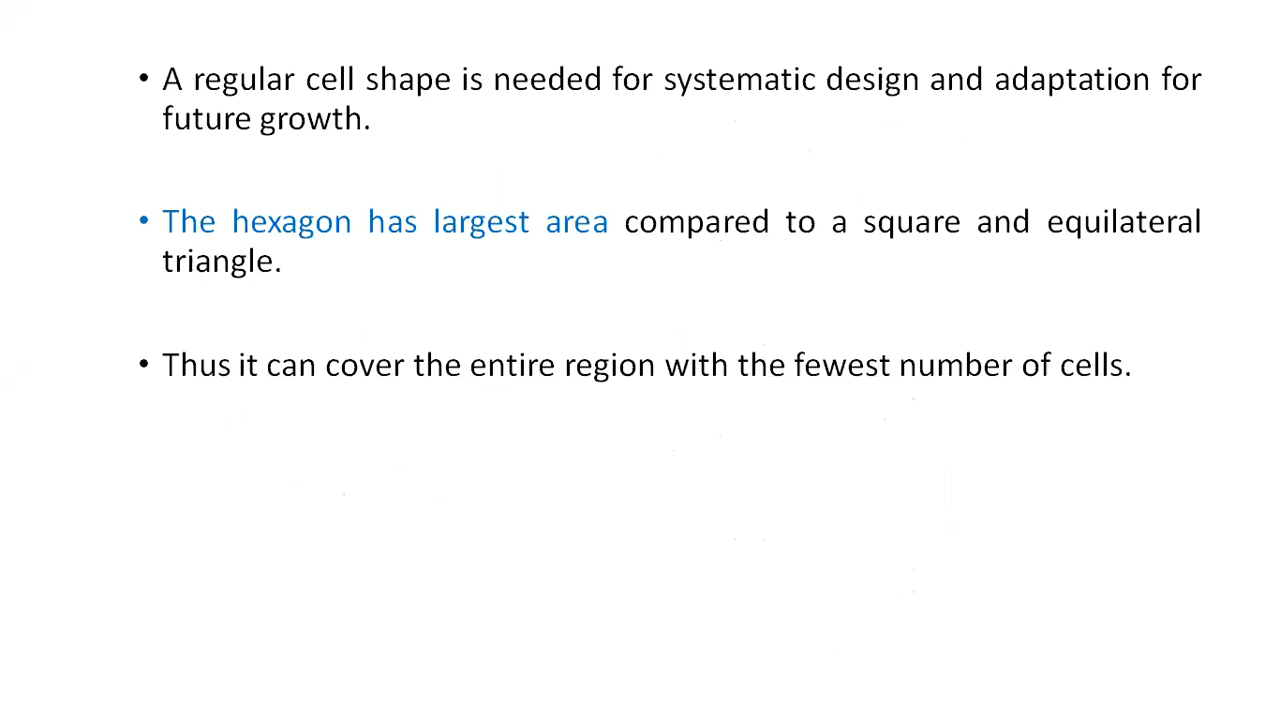 • A regular cell shape is needed for systematic design and adaptation for
future growth.
• The hexagon has largest area compared to a square and equilateral
triangle.
• Thus it can cover the entire region with the fewest number of cells.